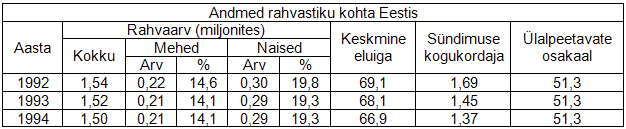 Andmed rahvastiku kohta Eestis
Aasta Rahvaarv (miljonites) Keskmine eluiga Sündimuse kogukordaja Ülalpeetavate osakaal
Kokku Mehed Naised
Arv % Arv %
1992 1,54 0,22 14,6 0,30 19,8 69,1 1,69 51,3
1993 1,52 0,21 14,1 0,29 19,3 68,1 1,45 51,3
1994 1,50 0,21 14,1 0,29 19,3 66,9 1,37 51,3